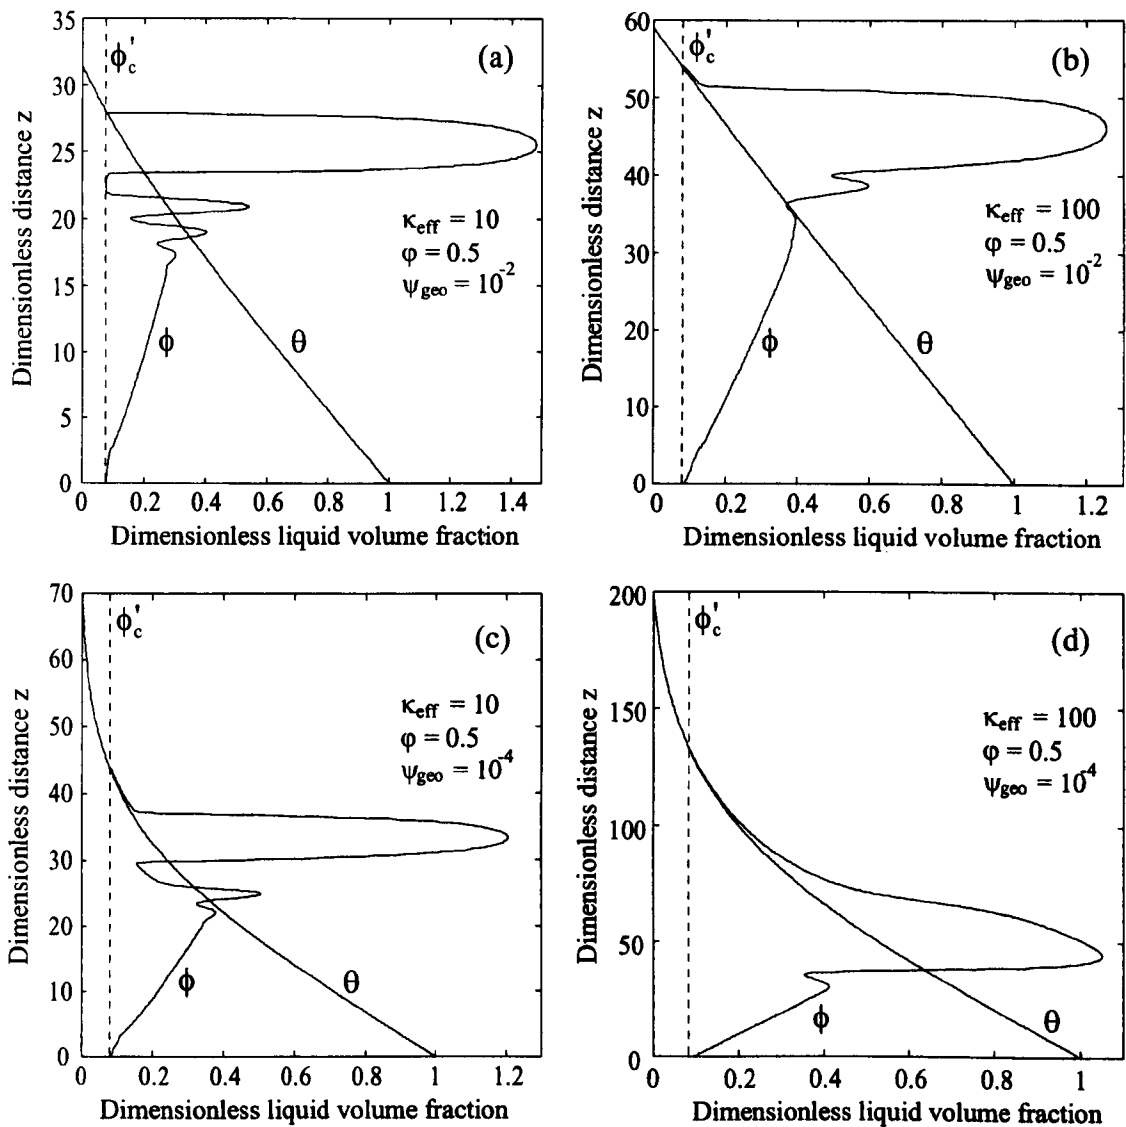 (a)
ϕ'c
35
30
25
20
15
10
5
0
Dimensionless distance z
κeff = 10
φ = 0.5
ψgeo = 10-2
ϕ
θ
0 0.2 0.4 0.6 0.8 1 1.2 1.4
Dimensionless liquid volume fraction
(b)
ϕ'c
60
50
40
30
20
10
0
Dimensionless distance z
κeff = 100
φ = 0.5
ψgeo = 10-2
ϕ
θ
0 0.2 0.4 0.6 0.8 1 1.2
Dimensionless liquid volume fraction
(c)
ϕ'c
70
60
50
40
30
20
10
0
Dimensionless distance z
κeff = 10
φ = 0.5
ψgeo = 10-4
ϕ
θ
0 0.2 0.4 0.6 0.8 1 1.2
Dimensionless liquid volume fraction
(d)
ϕ'c
200
150
100
50
0
Dimensionless distance z
κeff = 100
φ = 0.5
ψgeo = 10-4
ϕ
θ
0 0.2 0.4 0.6 0.8 1
Dimensionless liquid volume fraction